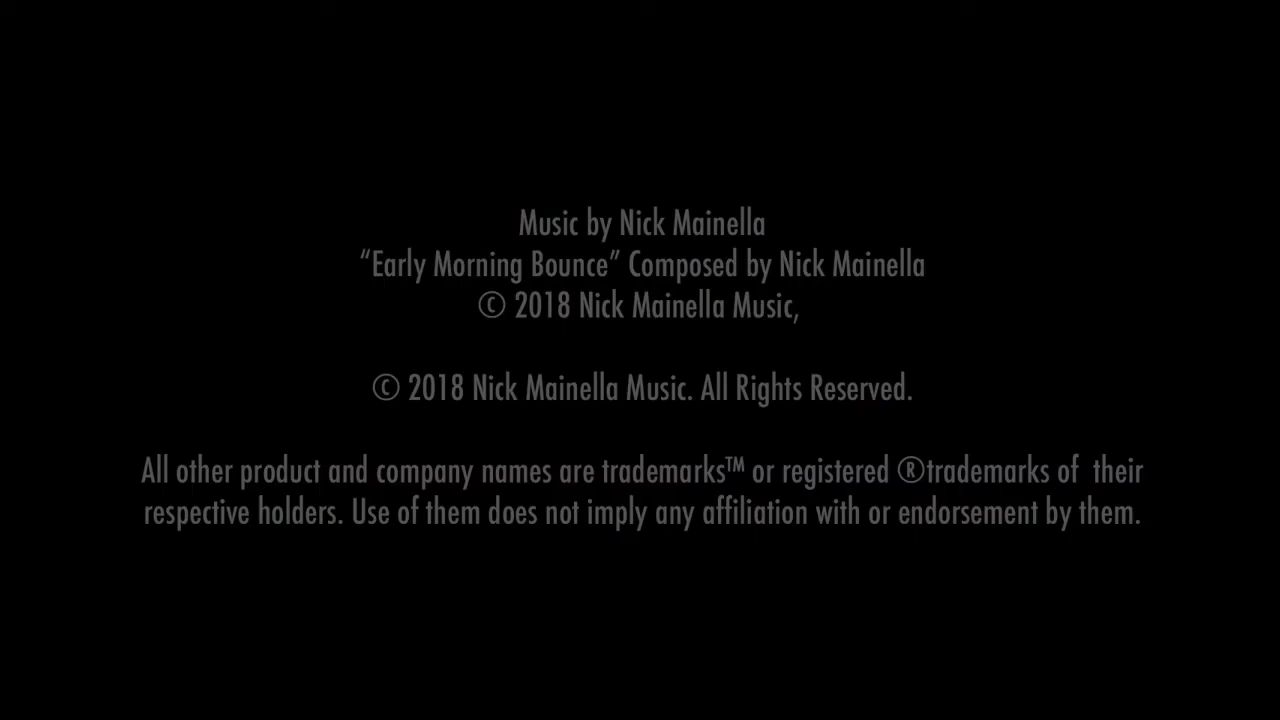 Music by Nick Mainella
“Early Morning Bounce” Composed by Nick Mainella
© 2018 Nick Mainella Music,
© 2018 Nick Mainella Music. All Rights Reserved.
All other product and company names are trademarks™ or registered ®trademarks of  their
respective holders. Use of them does not imply any affiliation with or endorsement by them.